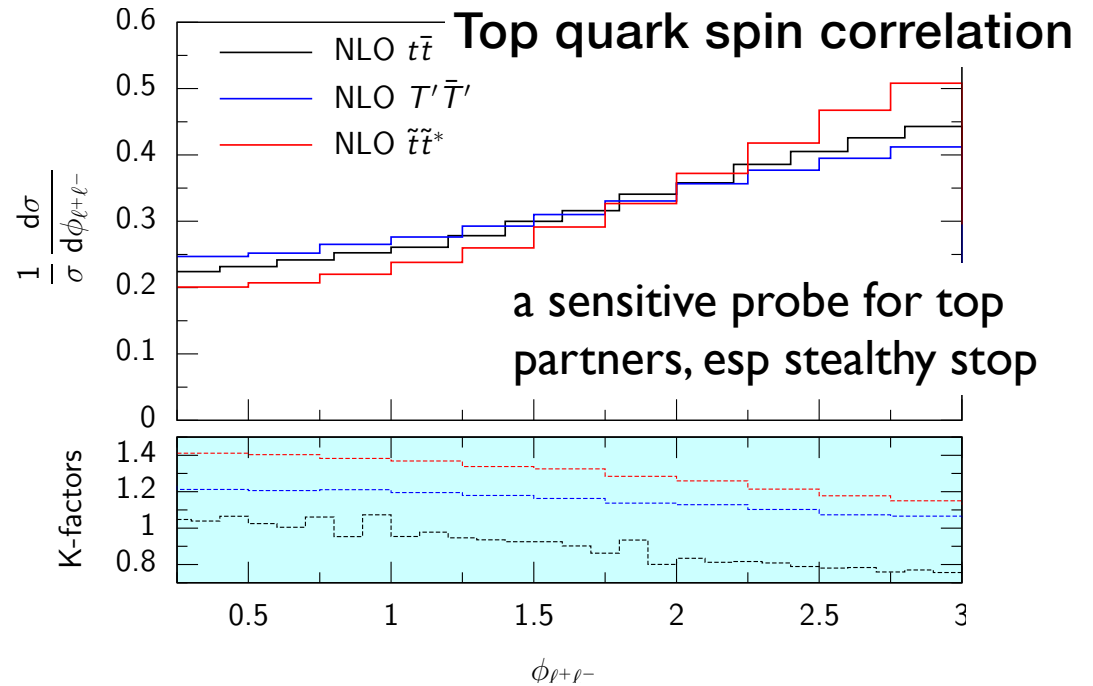 Top quark spin correlation
0.6
0.5
0.4
0.3
0.2
0.1
0
NLO tt̄
NLO T′T̄′
NLO t̃t̃*
1/σ dσ/dϕℓ+ℓ−
a sensitive probe for top
partners, esp stealthy stop
K-factors
1.4
1.2
1
0.8
0.5 1 1.5 2 2.5 3
ϕℓ+ℓ−